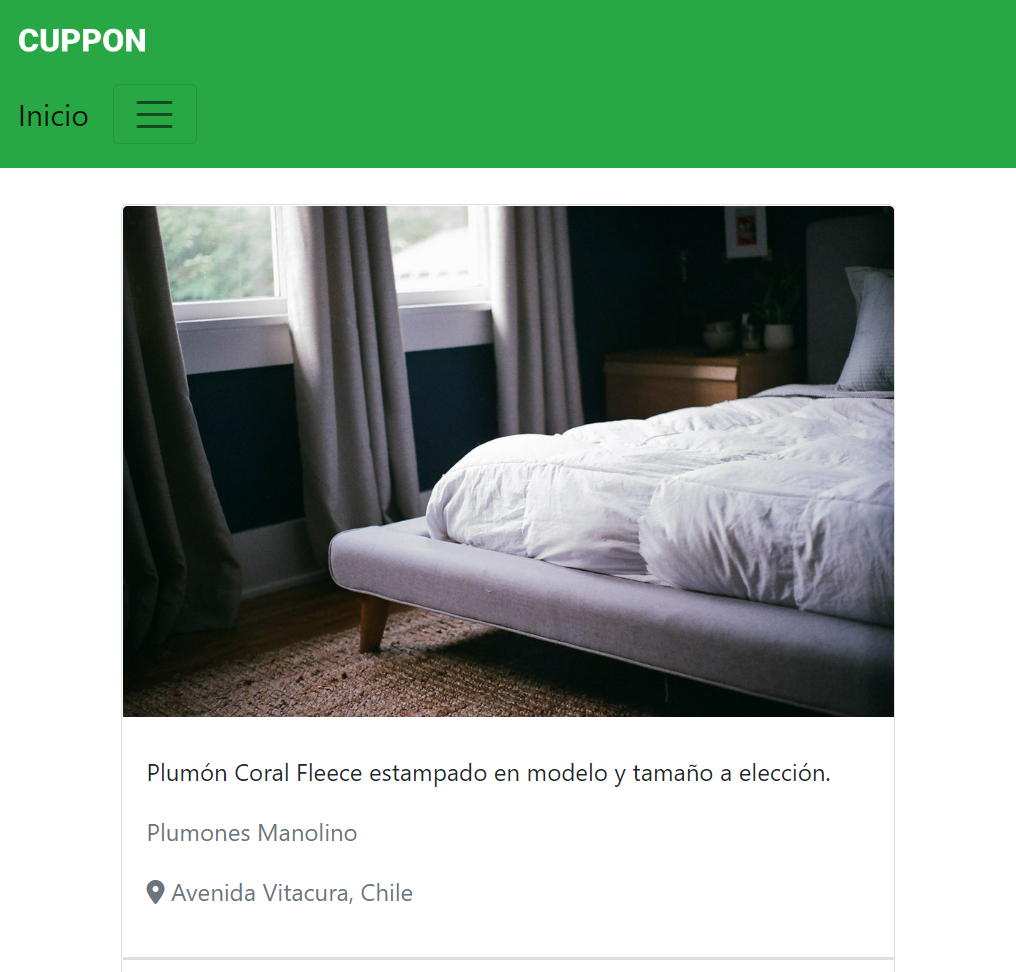 CUPPON
Inicio
Plumón Coral Fleece estampado en modelo y tamaño a elección.
Plumones Manolino
Avenida Vitacura, Chile